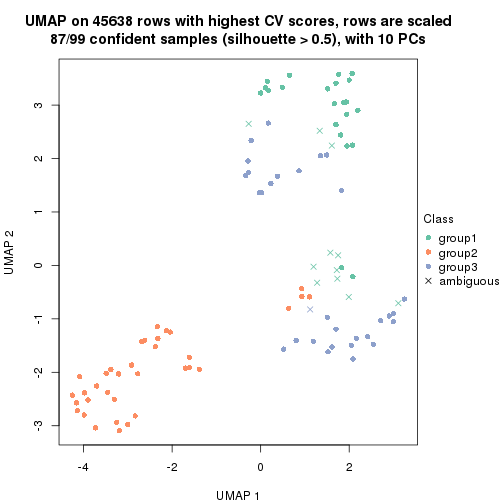 UMAP on 45638 rows with highest CV scores, rows are scaled
87/99 confident samples (silhouette > 0.5), with 10 PCs
3
2
1
0
-1
-2
-3
UMAP 2
-4
-2
0
2
UMAP 1
Class
group1
group2
group3
ambiguous